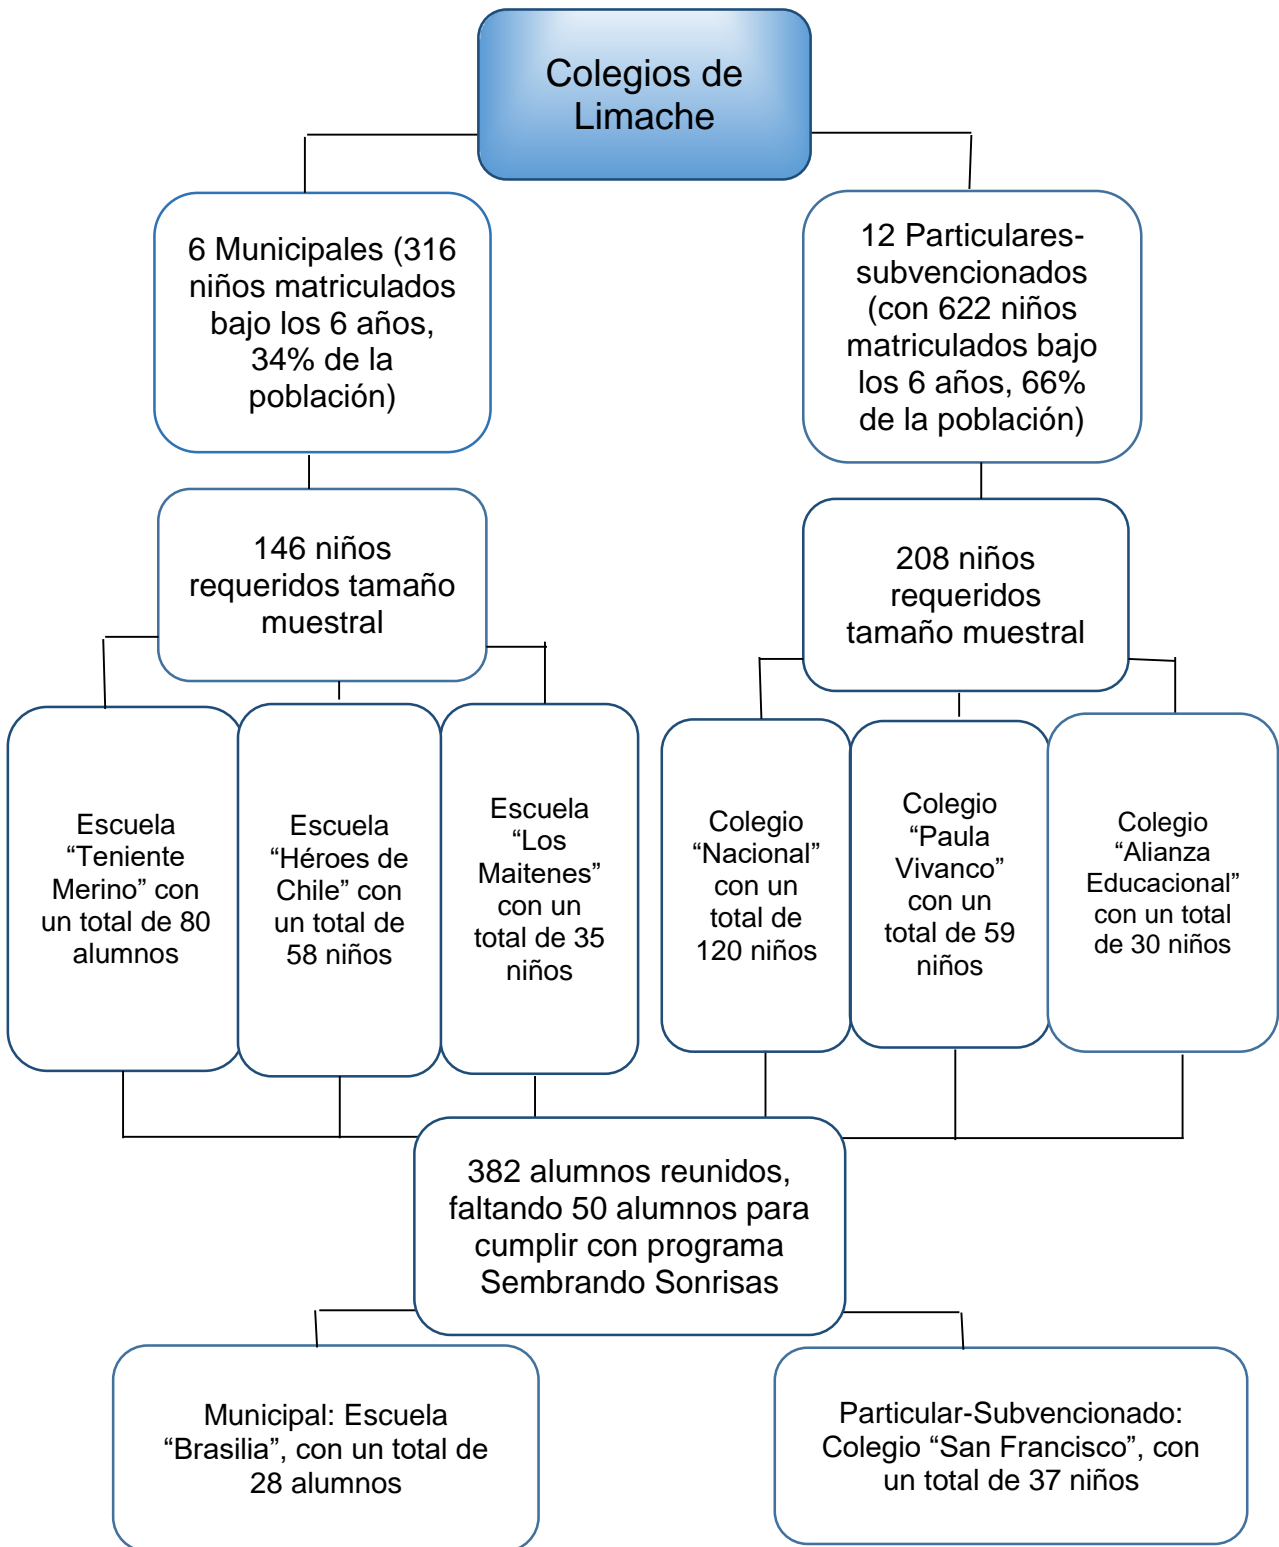 Colegios de
Limache
6 Municipales (316
niños matriculados
bajo los 6 años,
34% de la
población)
12 Particulares-
subvencionados
(con 622 niños
matriculados bajo
los 6 años, 66%
de la población)
146 niños
requeridos tamaño
muestral
208 niños
requeridos
tamaño muestral
Escuela
“Teniente
Merino” con
un total de 80
alumnos
Escuela
“Héroes de
Chile” con
un total de
58 niños
Escuela
“Los
Maitenes”
con un
total de 35
niños
Colegio
“Nacional”
con un
total de
120 niños
Colegio
“Paula
Vivanco”
con un
total de 59
niños
Colegio
“Alianza
Educacional”
con un total
de 30 niños
382 alumnos reunidos,
faltando 50 alumnos para
cumplir con programa
Sembrando Sonrisas
Municipal: Escuela
“Brasilia”, con un total de
28 alumnos
Particular-Subvencionado:
Colegio “San Francisco”, con
un total de 37 niños